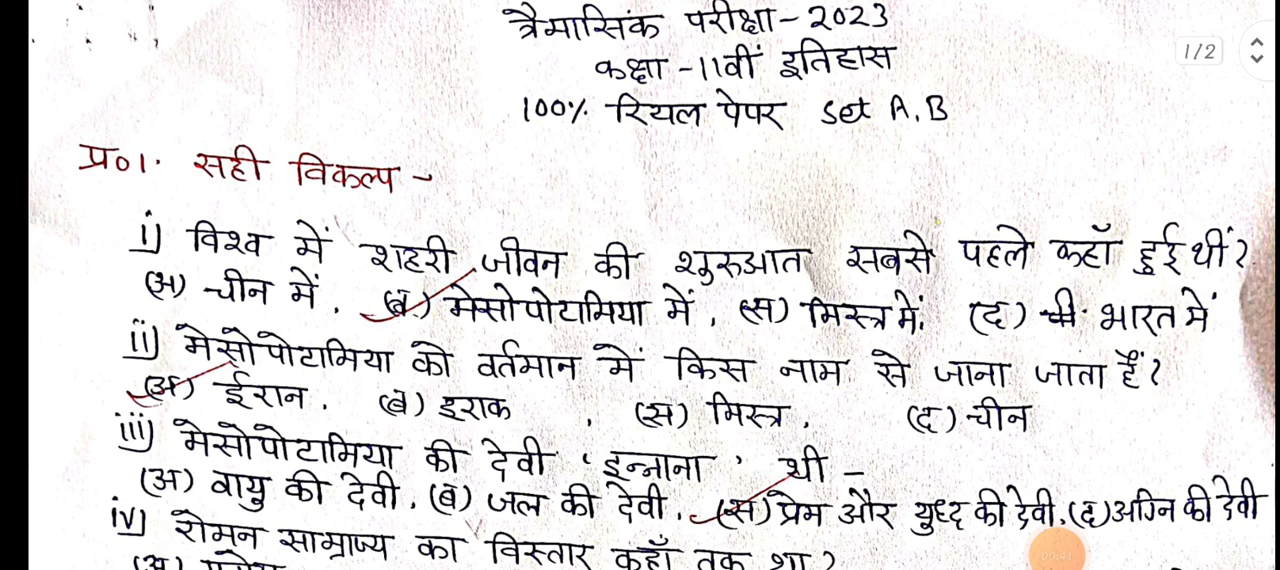 त्रैमासिक परीक्षा - 2023
1/2
कक्षा - 11वीं इतिहास
100% रियल पेपर set A, B
प्र०1. सही विकल्प -
i) विश्व में शहरी जीवन की शुरुआत सबसे पहले कहाँ हुई थीं?
(अ) चीन में, (ब) मेसोपोटामिया में, (स) मिस्त्र में, (द) भारत में
ii) मेसोपोटामिया को वर्तमान में किस नाम से जाना जाता हैं?
(अ) ईरान, (ब) इराक, (स) मिस्त्र, (द) चीन
iii) मेसोपोटामिया की देवी 'इन्नाना' थी -
(अ) वायु की देवी, (ब) जल की देवी, (स) प्रेम और युध्द की देवी, (द) अग्नि की देवी
iv) रोमन साम्राज्य का विस्तार कहाँ तक था?